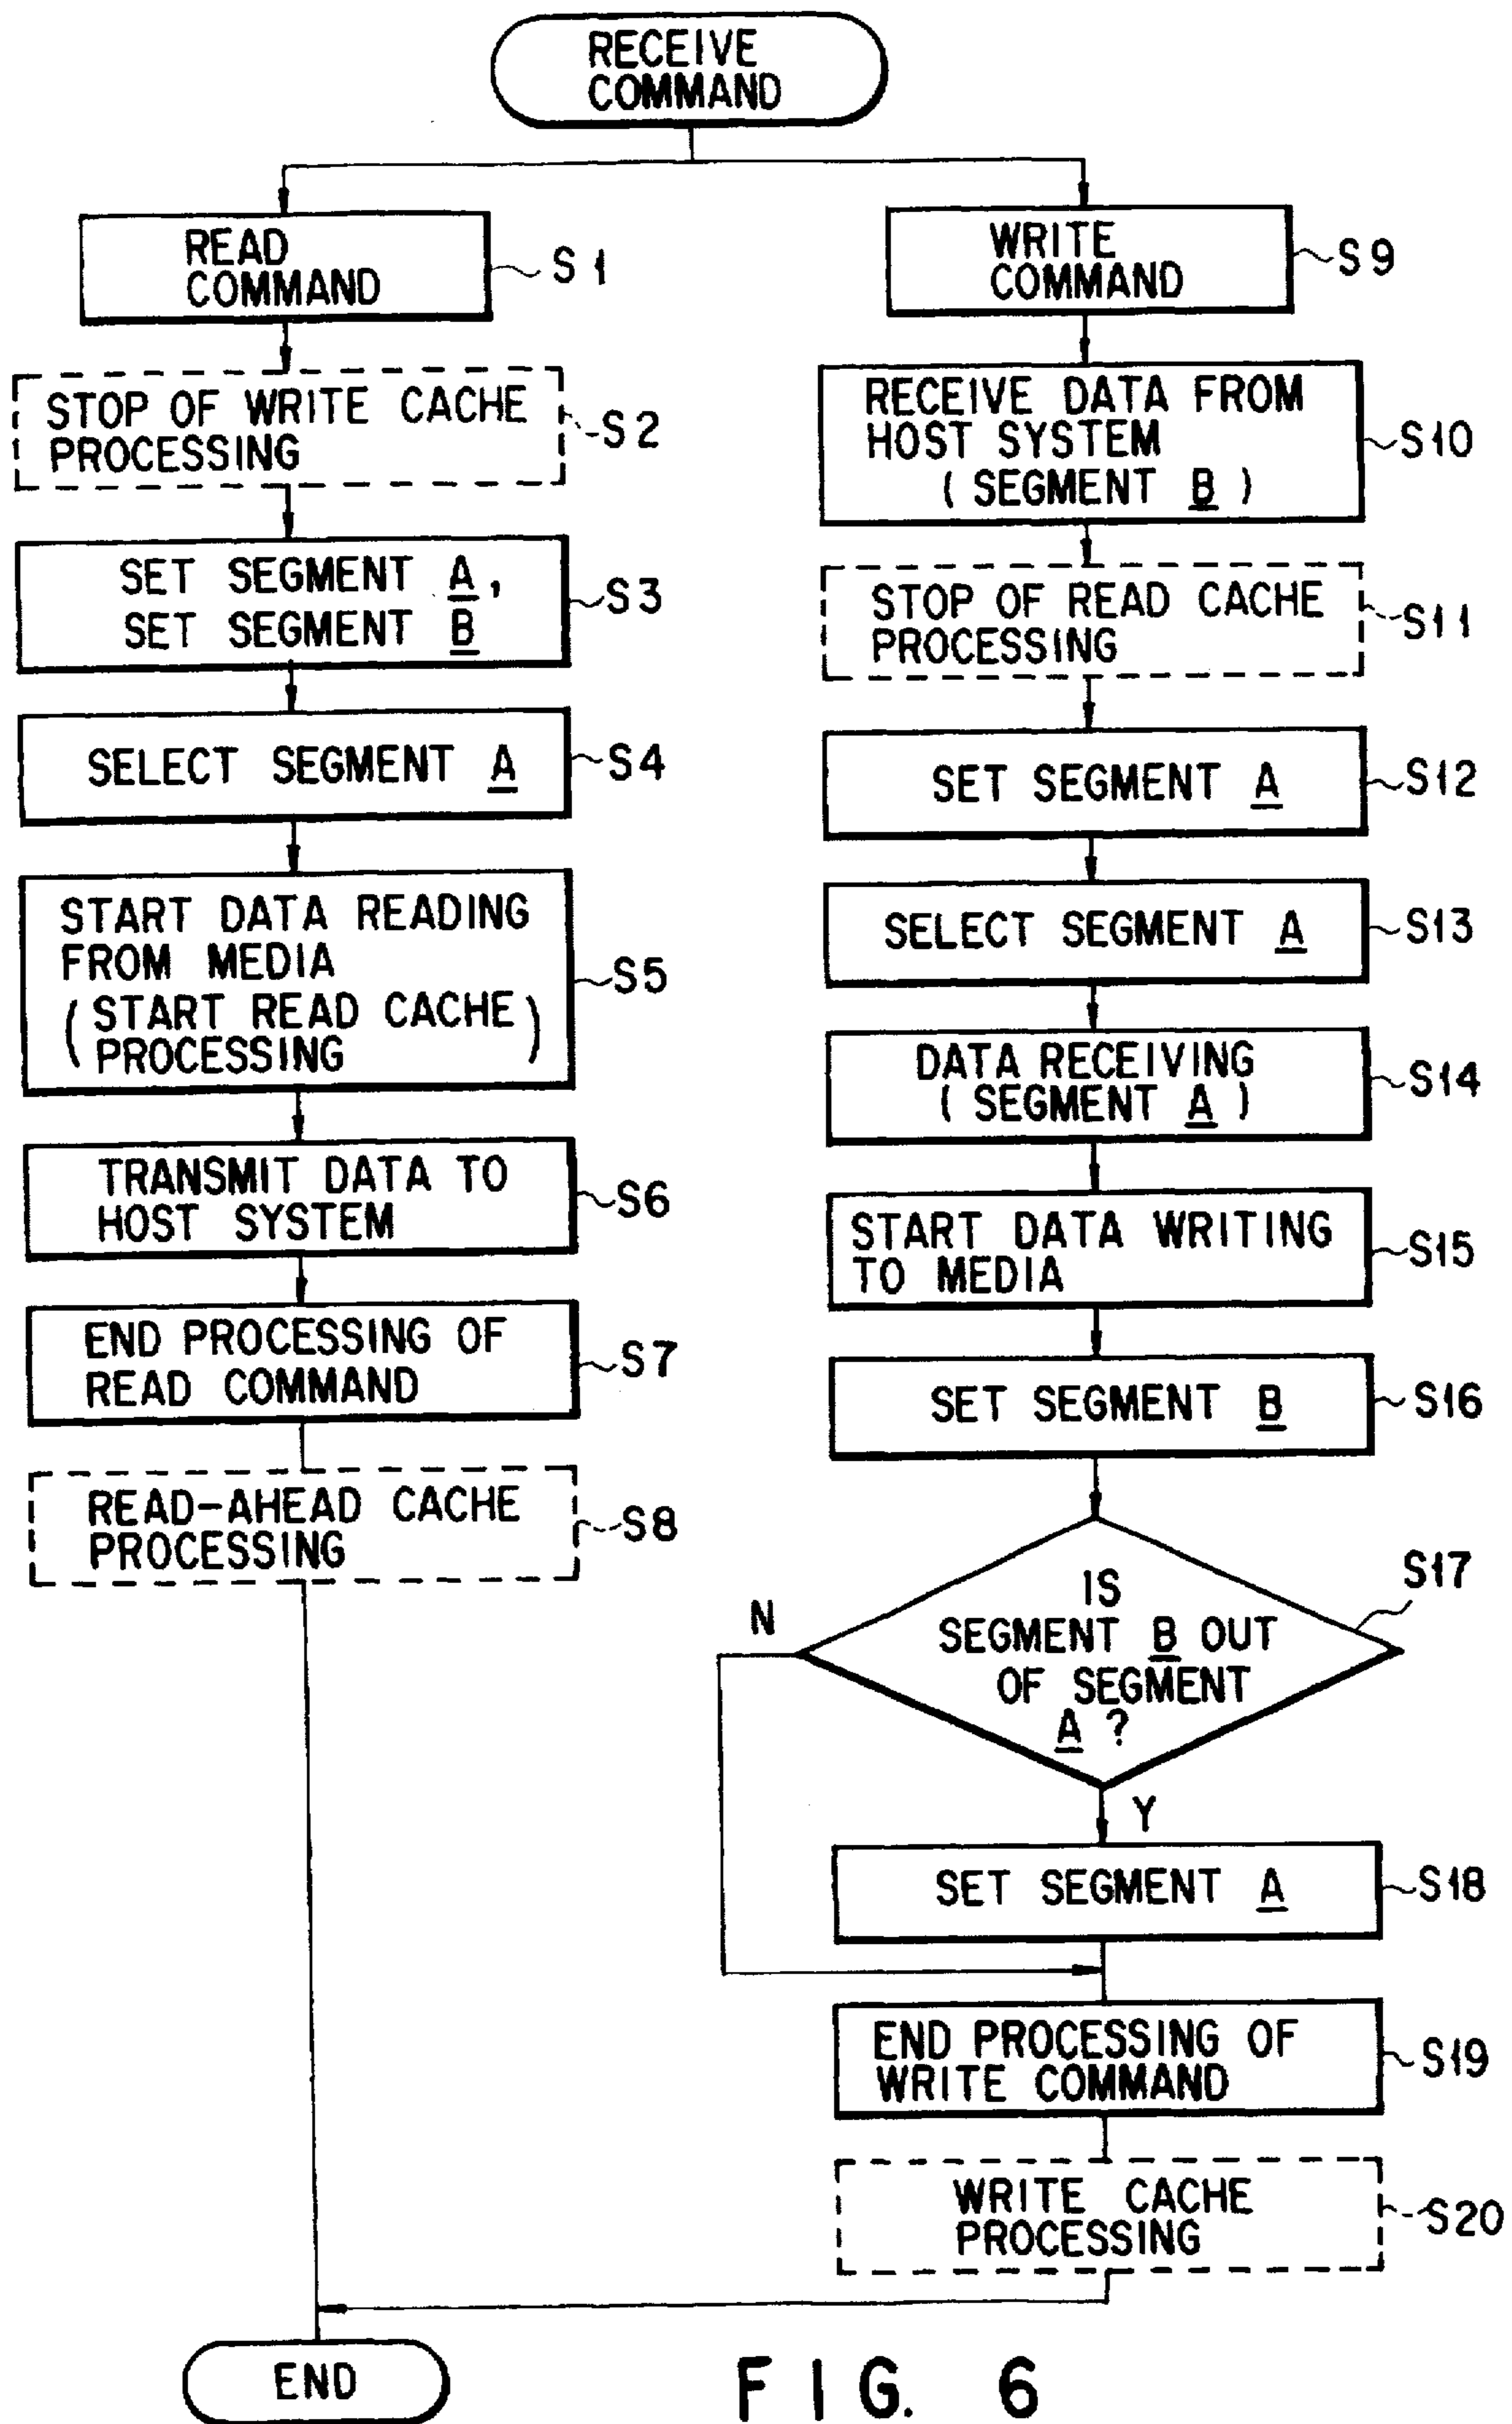 RECEIVE
COMMAND
READ
COMMAND
S1
STOP OF WRITE CACHE
PROCESSING
S2
SET SEGMENT A,
SET SEGMENT B
S3
SELECT SEGMENT A
S4
START DATA READING
FROM MEDIA
(START READ CACHE
PROCESSING)
S5
TRANSMIT DATA TO
HOST SYSTEM
S6
END PROCESSING OF
READ COMMAND
S7
READ-AHEAD CACHE
PROCESSING
S8
WRITE
COMMAND
S9
RECEIVE DATA FROM
HOST SYSTEM
(SEGMENT B)
S10
STOP OF READ CACHE
PROCESSING
S11
SET SEGMENT A
S12
SELECT SEGMENT A
S13
DATA RECEIVING
(SEGMENT A)
S14
START DATA WRITING
TO MEDIA
S15
SET SEGMENT B
S16
IS
SEGMENT B OUT
OF SEGMENT
A ?
S17
N
Y
SET SEGMENT A
S18
END PROCESSING OF
WRITE COMMAND
S19
WRITE CACHE
PROCESSING
S20
END
FIG. 6